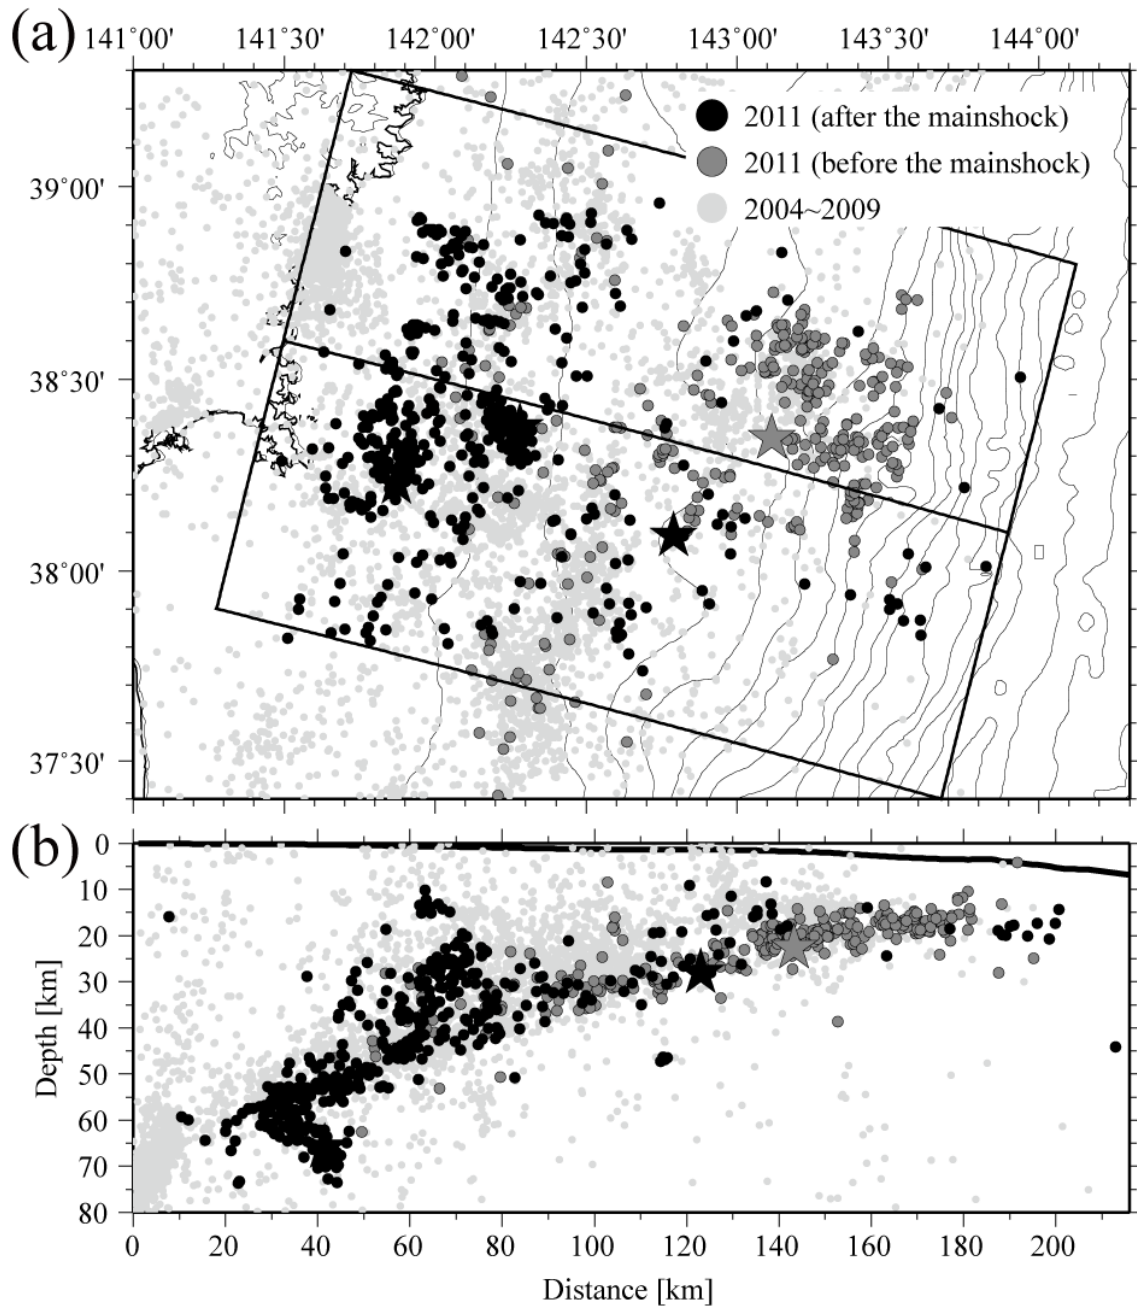 (a)
141°00' 141°30' 142°00' 142°30' 143°00' 143°30' 144°00'
2011 (after the mainshock)
2011 (before the mainshock)
2004~2009
39°00'
38°30'
38°00'
37°30'
(b)
0
10
20
30
40
50
60
70
80
Depth [km]
0 20 40 60 80 100 120 140 160 180 200
Distance [km]